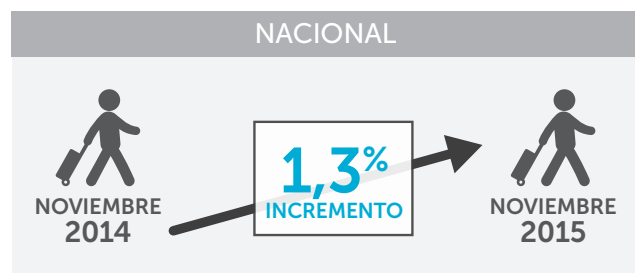 NACIONAL
NOVIEMBRE
2014
1,3%
INCREMENTO
NOVIEMBRE
2015